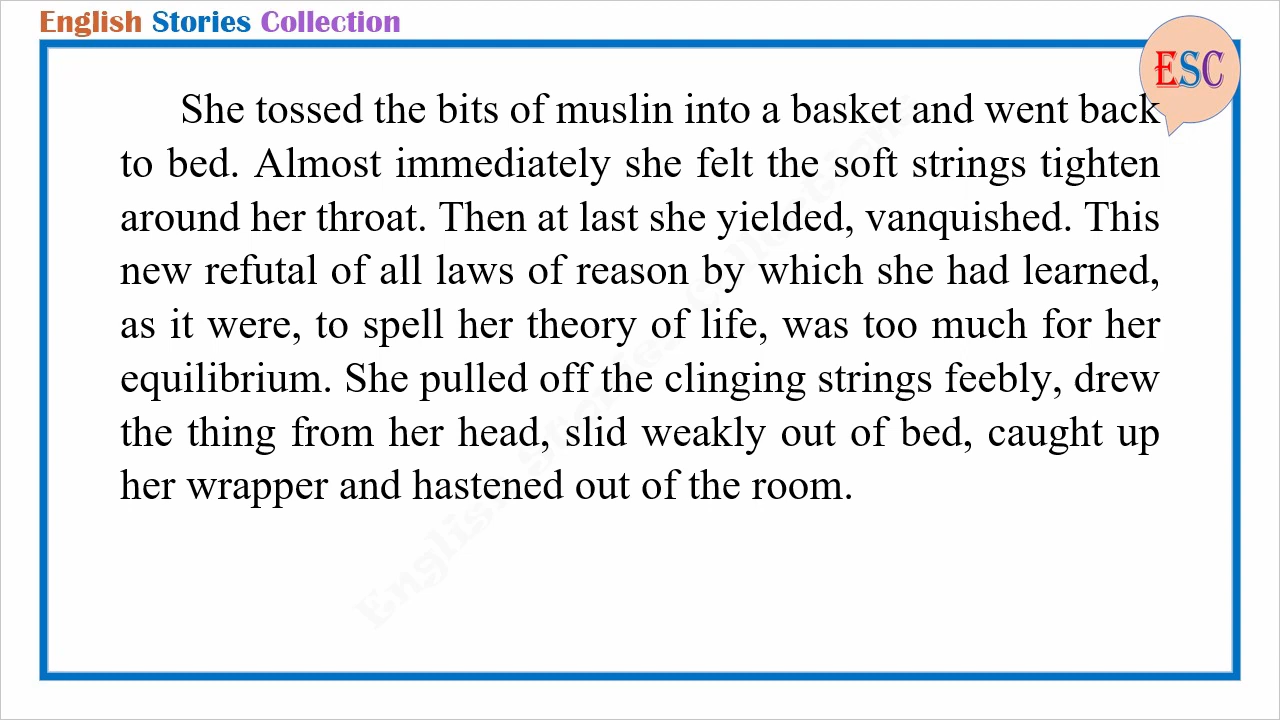 English Stories Collection
ESC
She tossed the bits of muslin into a basket and went back
to bed. Almost immediately she felt the soft strings tighten
around her throat. Then at last she yielded, vanquished. This
new refutal of all laws of reason by which she had learned,
as it were, to spell her theory of life, was too much for her
equilibrium. She pulled off the clinging strings feebly, drew
the thing from her head, slid weakly out of bed, caught up
her wrapper and hastened out of the room.
English Stories Collection